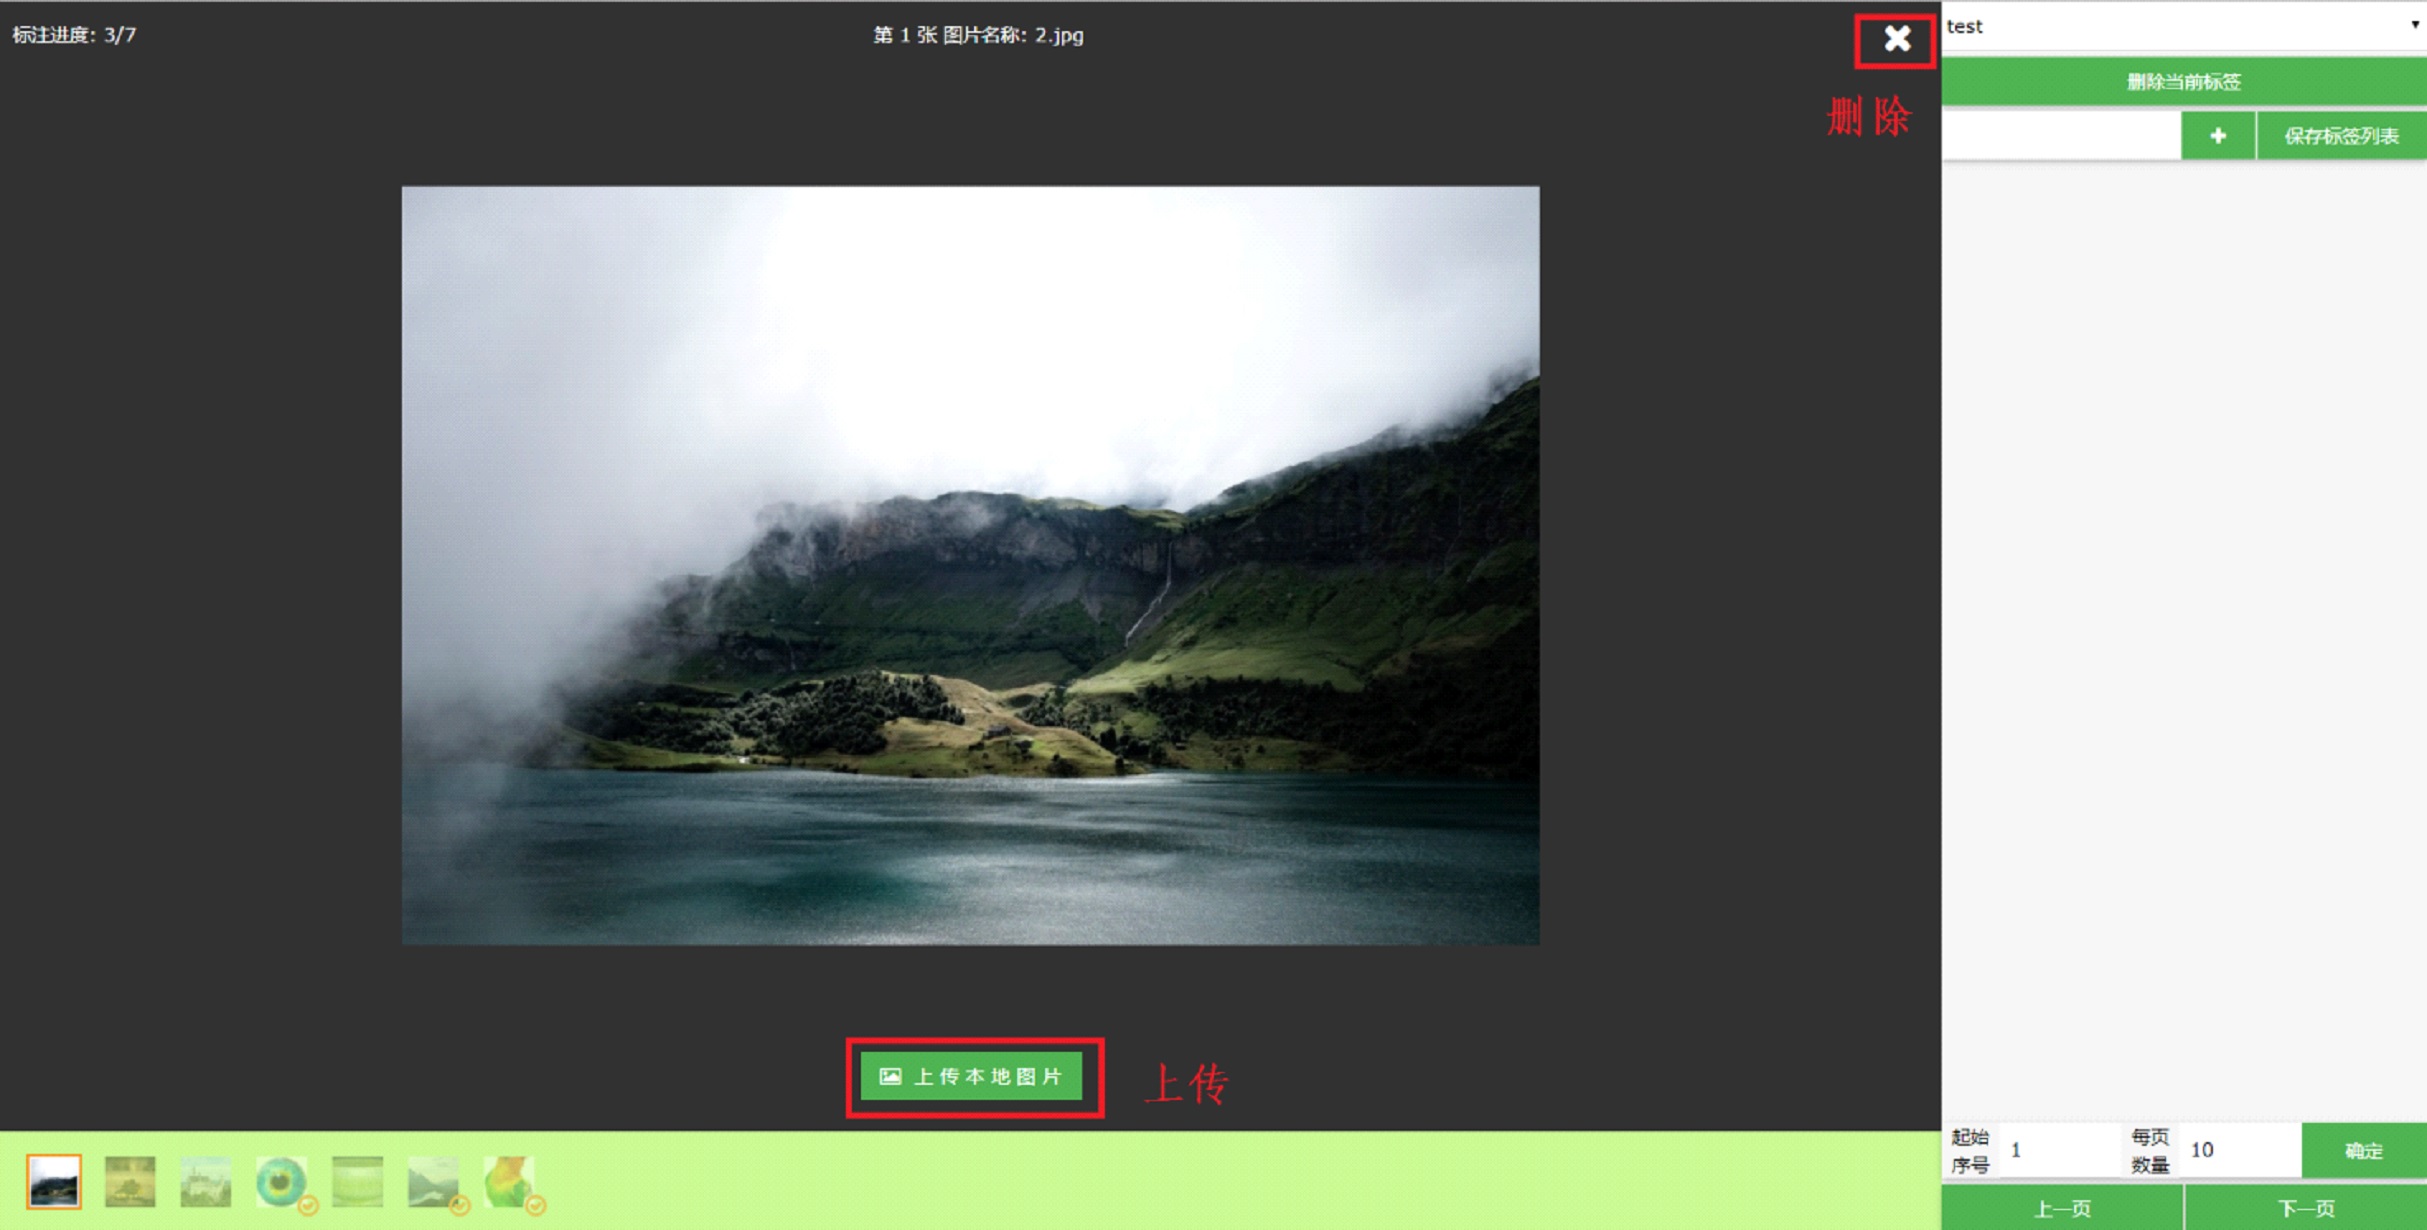 标注进度: 3/7
第 1 张 图片名称: 2.jpg
删除
上传本地图片
上传
test
删除当前标签
保存标签列表
起始序号
1
每页数量
10
确定
上一页
下一页